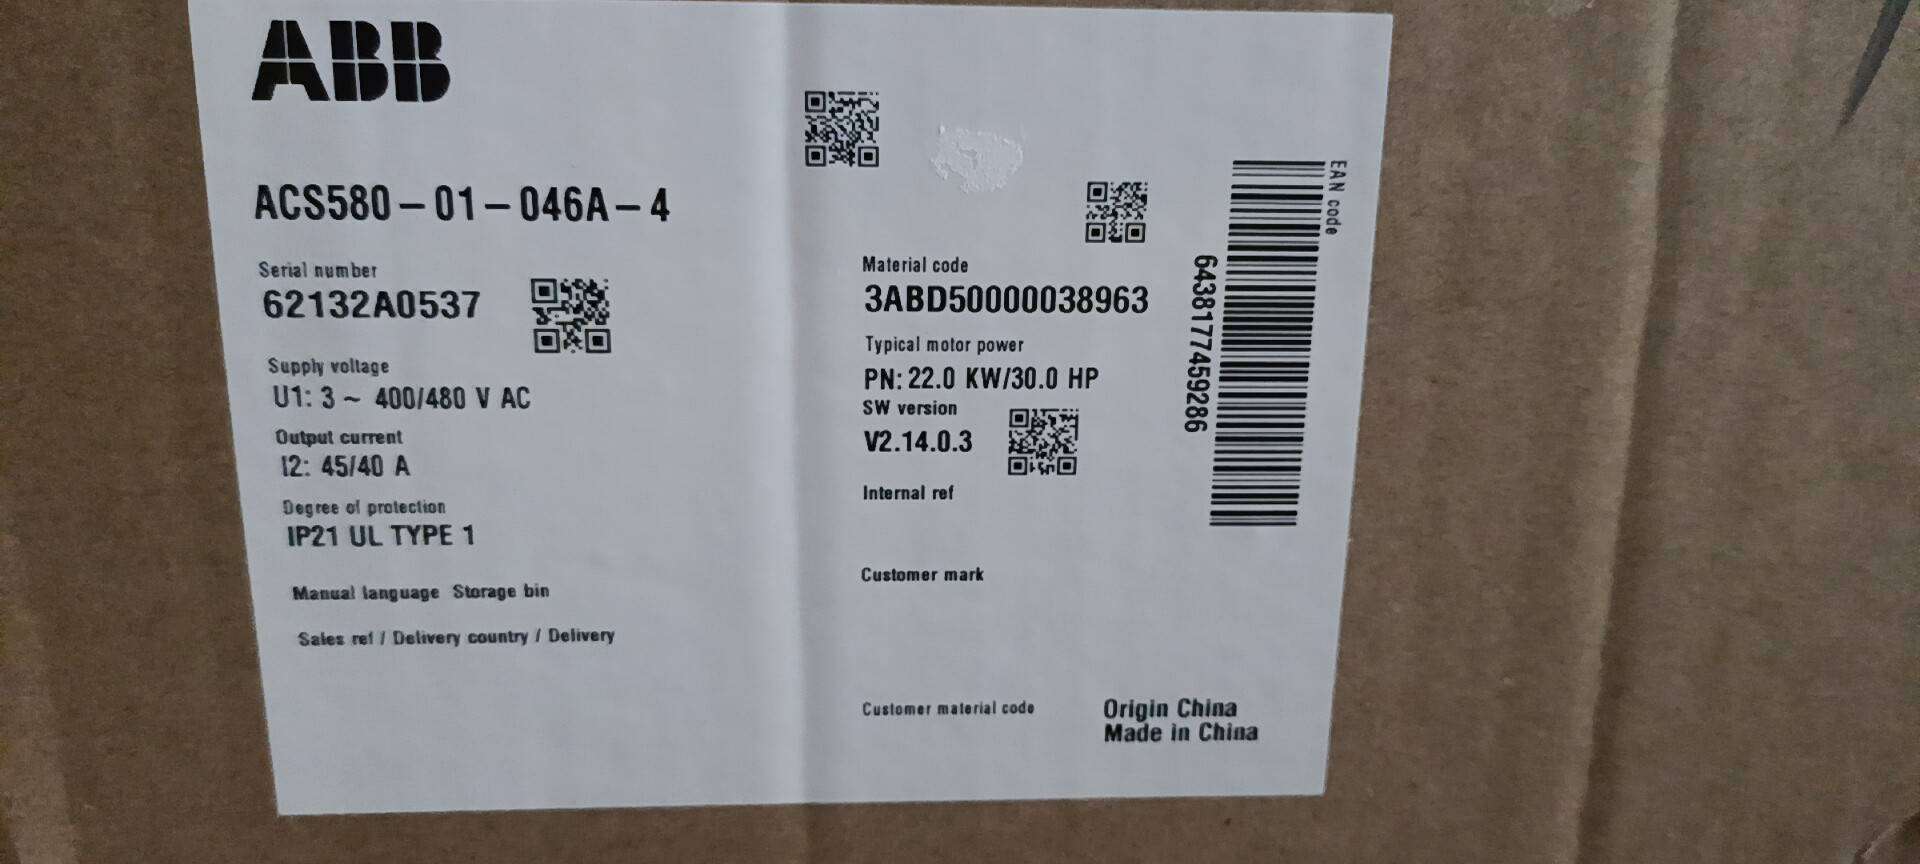 ABB
ACS580-01-046A-4
Serial number
62132A0537
Supply voltage
U1: 3 ~ 400/480 V AC
Output current
I2: 45/40 A
Degree of protection
IP21 UL TYPE 1
Manual language Storage bin
Sales ref / Delivery country / Delivery
Material code
3ABD50000038963
Typical motor power
PN: 22.0 KW/30.0 HP
SW version
V2.14.0.3
Internal ref
Customer mark
Customer material code
Origin China
Made in China
EAN code
6438177459286